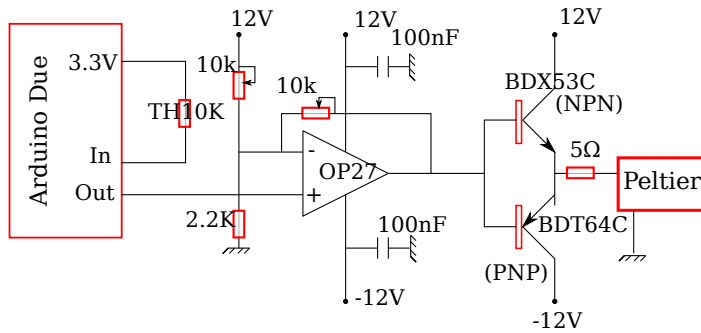 12V
12V
12V
100nF
3.3V
10k
10k
BDX53C
(NPN)
TH10K
Arduino Due
In
-
OP27
5Ω
Out
+
Peltier
2.2K
100nF
BDT64C
(PNP)
-12V
-12V